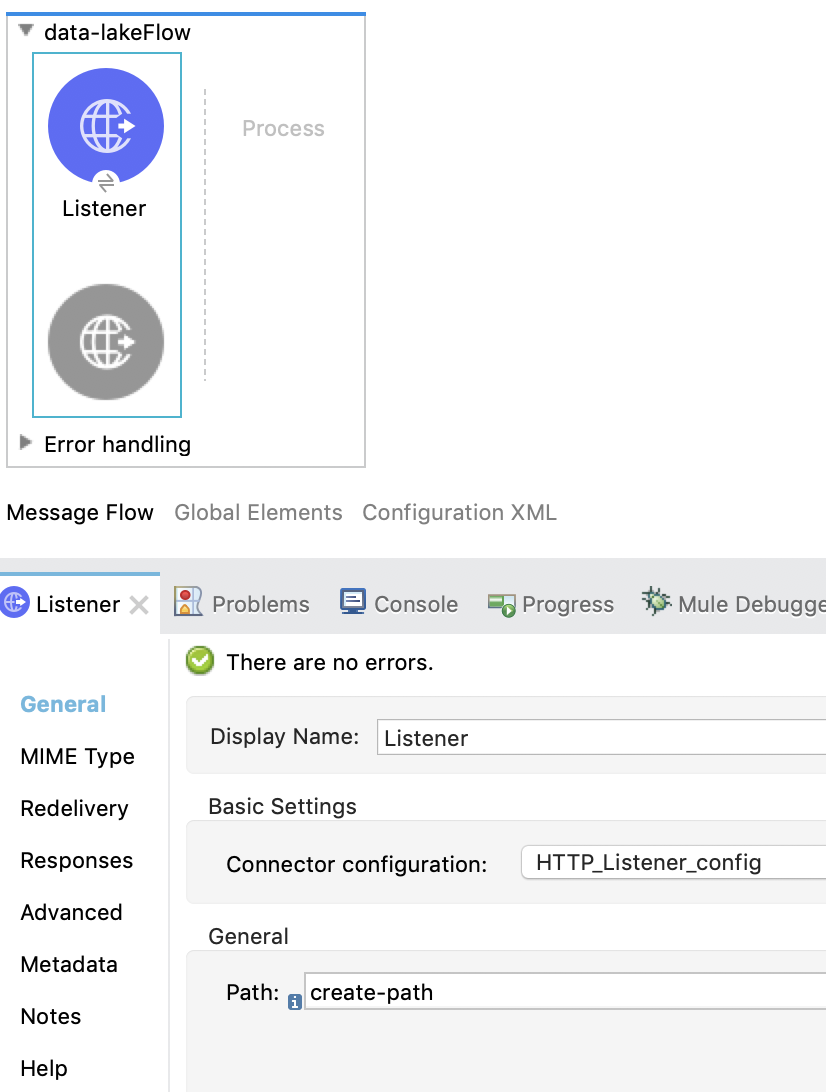 data-lakeFlow
Process
Listener
Error handling
Message Flow Global Elements Configuration XML
Listener Problems Console Progress Mule Debugge
There are no errors.
General
Display Name: Listener
MIME Type
Redelivery
Basic Settings
Responses
Connector configuration: HTTP_Listener_config
Advanced
General
Metadata
Path: create-path
Notes
Help